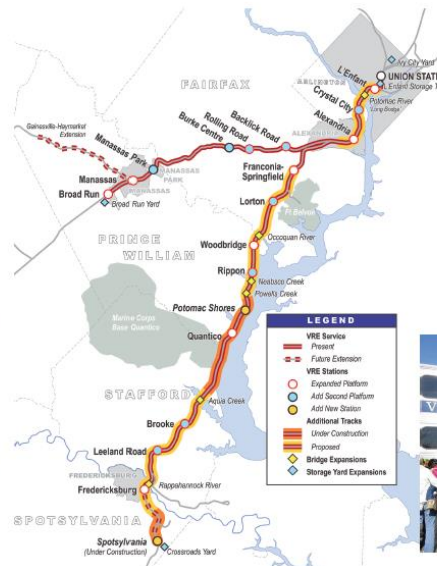 Ivy City Yard
UNION STATI
L'Enfant
L'Enfant Storage T
ARLINGTON
Crystal City
Potomac River
Long Bridge
FAIRFAX
Alexandria
ALEXANDRIA
Gainesville-Haymarket
Extension
Backlick Road
Rolling Road
Burke Centre
Manassas Park
MANASSAS
PARK
Manassas
MANASSAS
Broad Run
Broad Run Yard
Franconia-
Springfield
Lorton
Ft Belvoir
PRINCE
WILLIAM
Woodbridge
Occoquan River
Rippon
Neabsco Creek
Powells Creek
Potomac Shores
Marine Corps
Base Quantico
Quantico
STAFFORD
Aquia Creek
Brooke
Leeland Road
FREDERICKSBURG
Fredericksburg
Rappahannock River
SPOTSYLVANIA
Spotsylvania
(Under Construction)
Crossroads Yard
LEGEND
VRE Service
Present
Future Extension
VRE Stations
Expanded Platform
Add Second Platform
Add New Station
Additional Tracks
Under Construction
Proposed
Bridge Expansions
Storage Yard Expansions
V